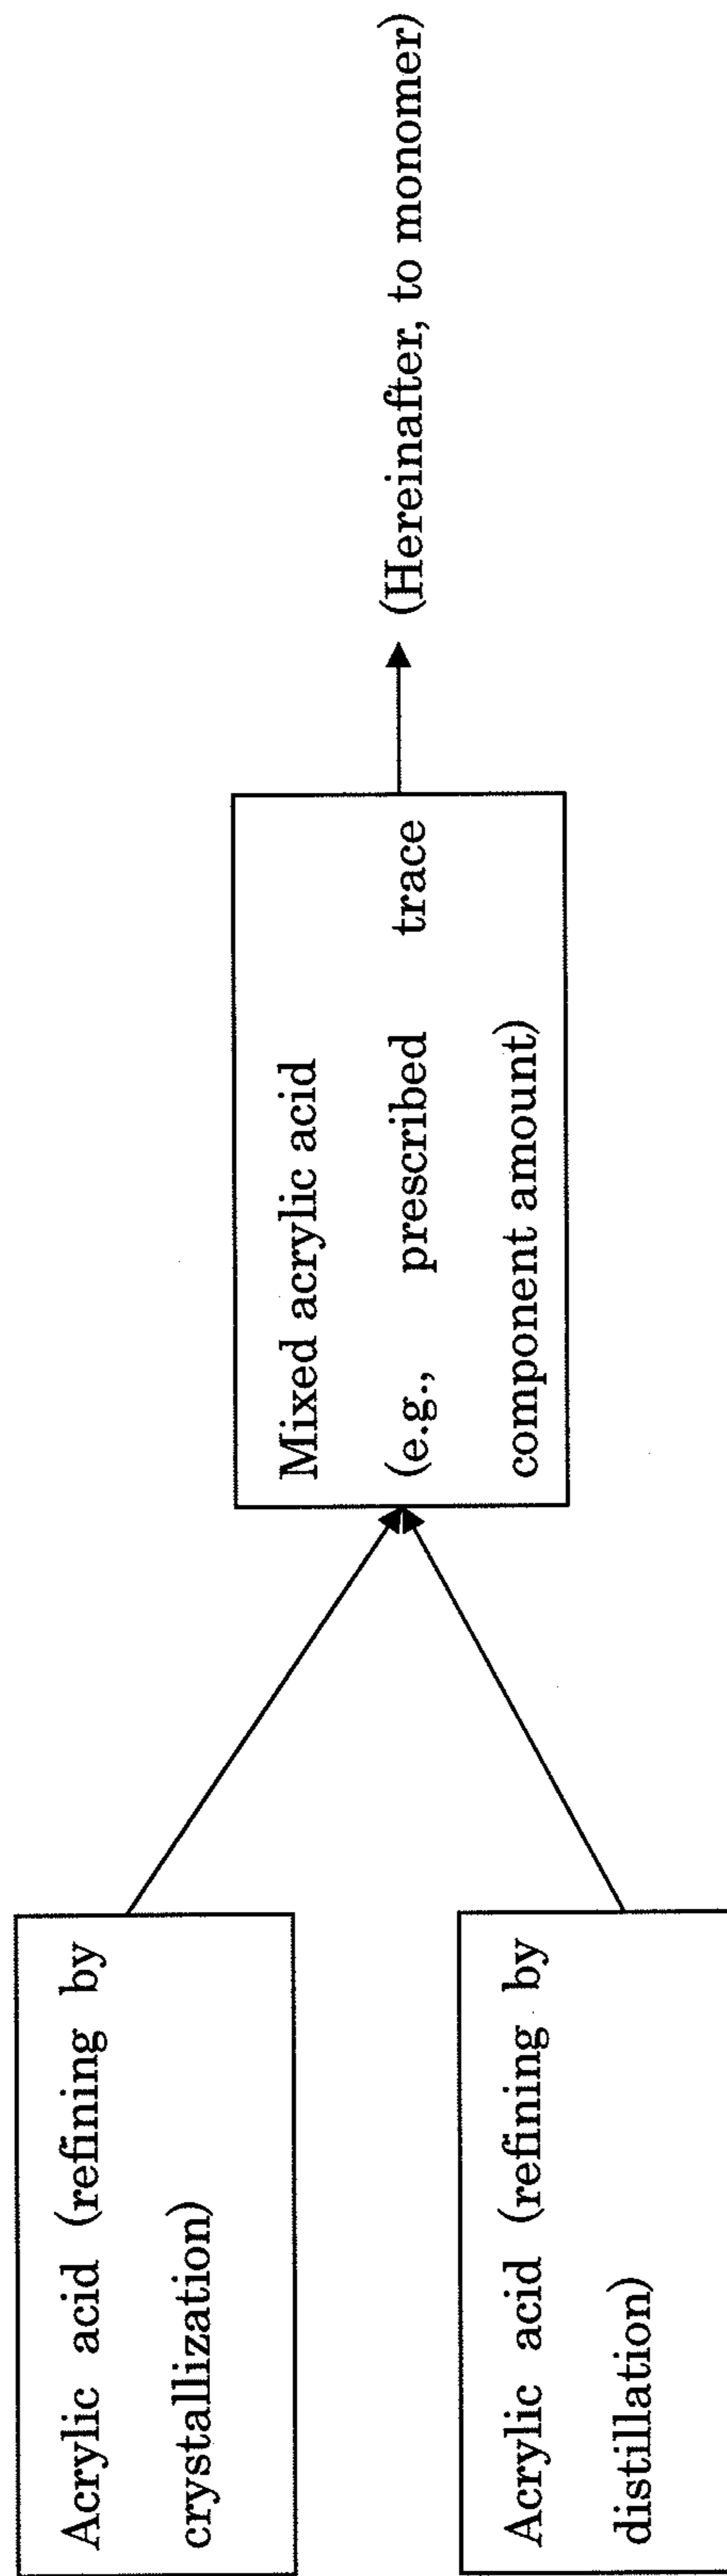 Acrylic acid (refining by
crystallization)
Acrylic acid (refining by
distillation)
Mixed acrylic acid
(e.g., prescribed trace
component amount)
(Hereinafter, to monomer)